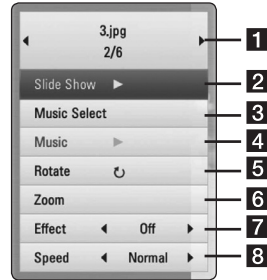 3.jpg 1
2/6
Slide Show 2
Music Select 3
Music 4
Rotate 5
Zoom 6
Effect Off 7
Speed Normal 8